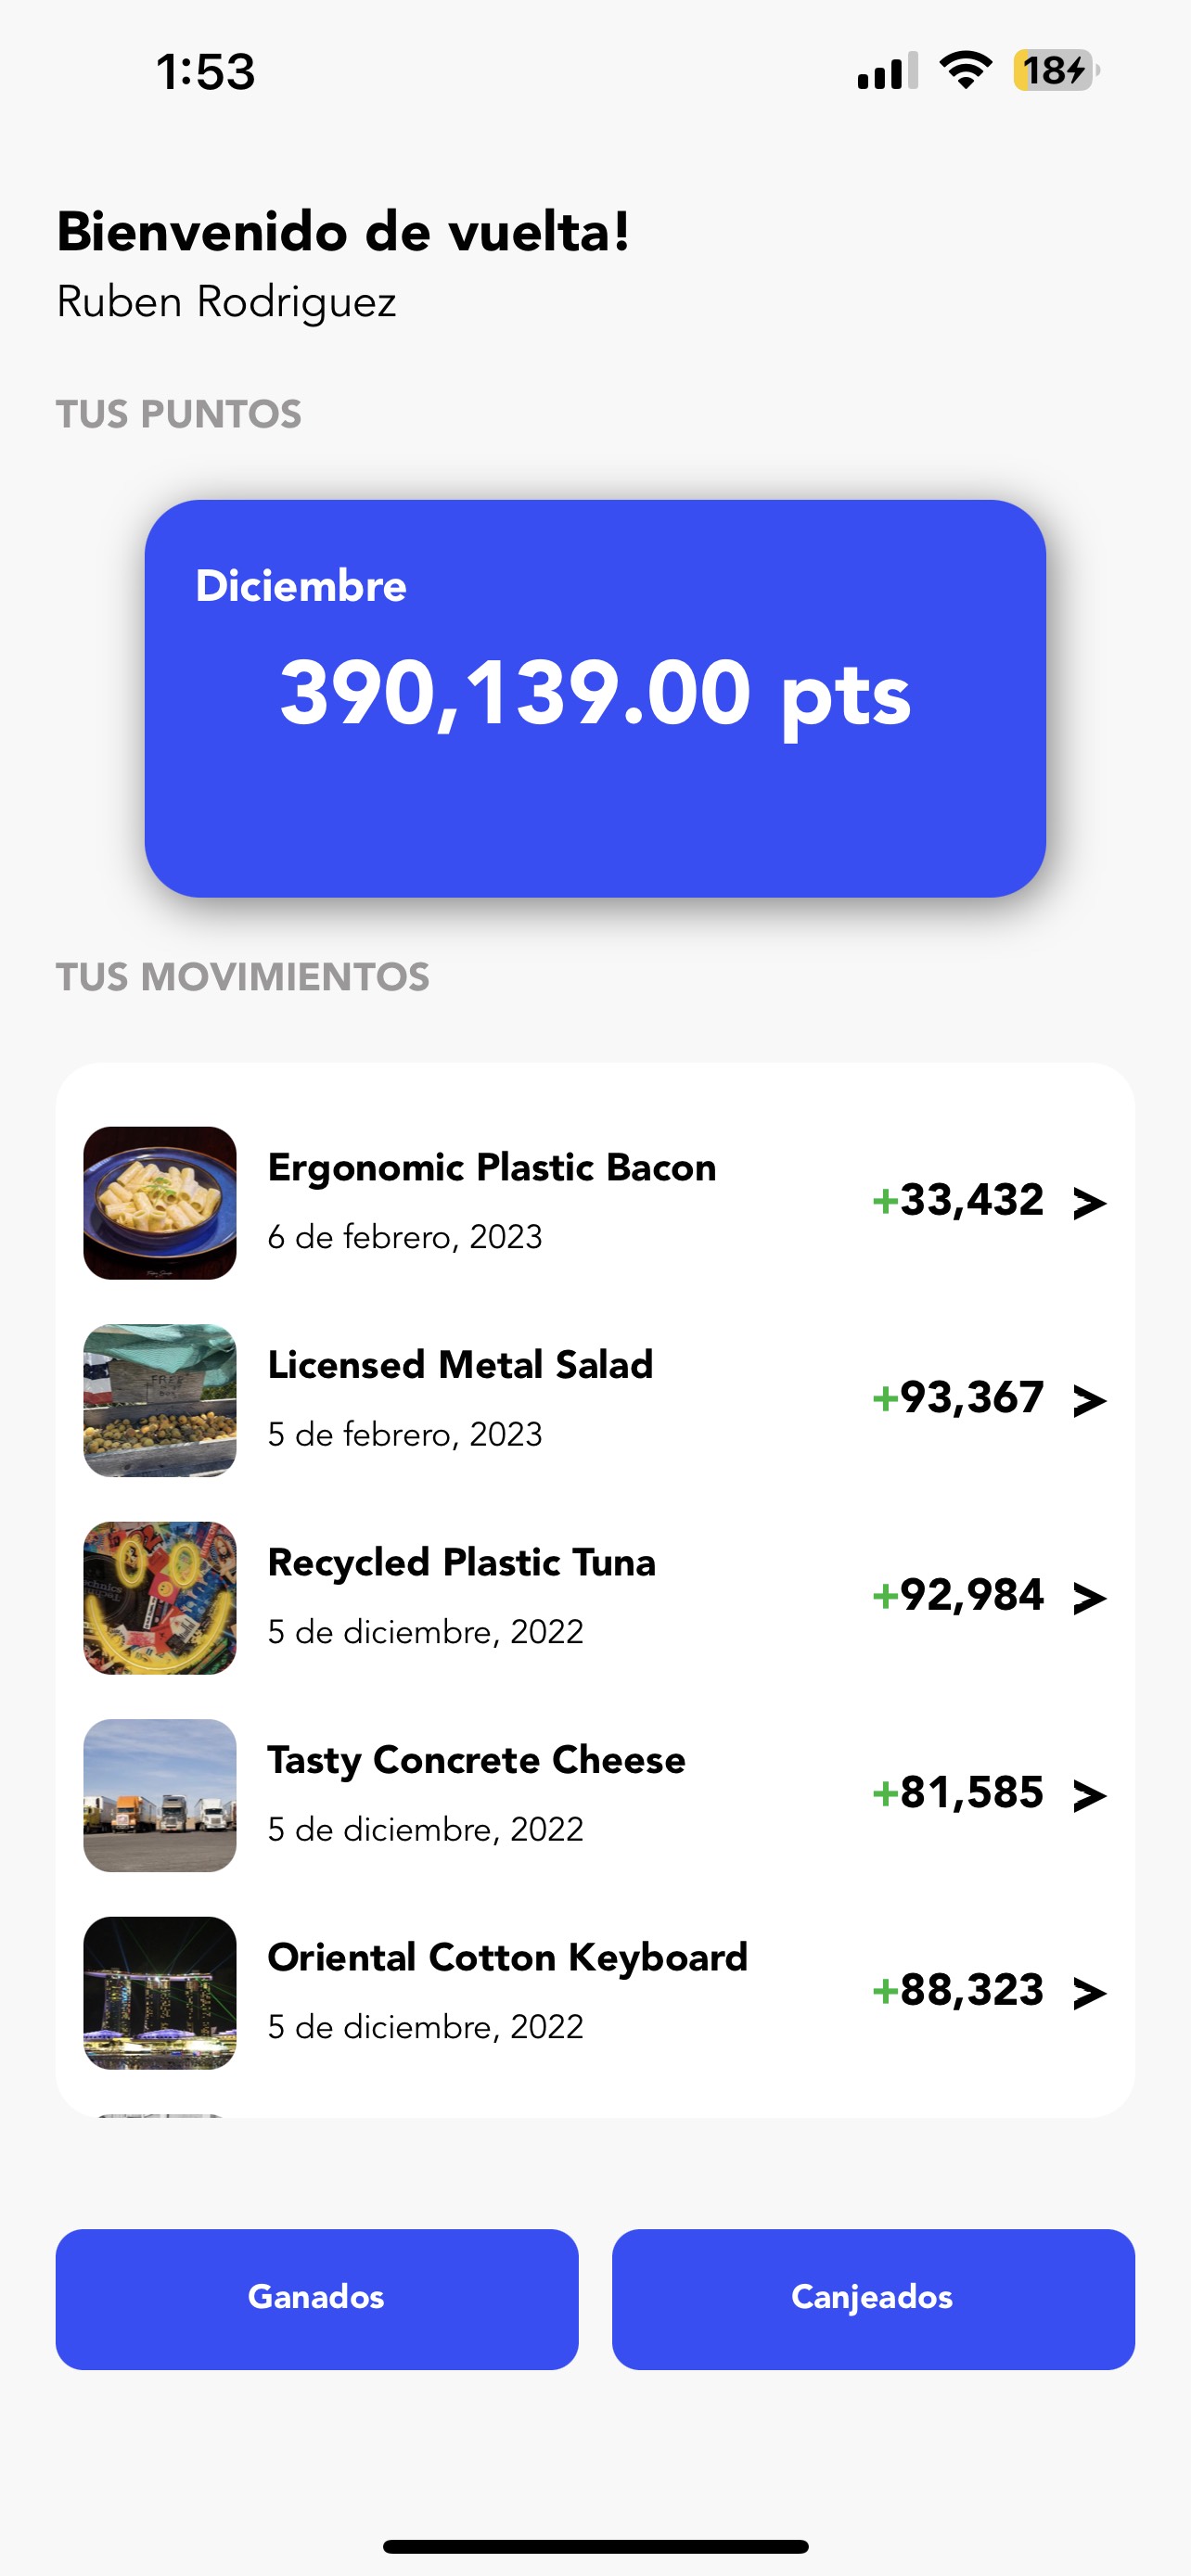 1:53
18
Bienvenido de vuelta!
Ruben Rodriguez
TUS PUNTOS
Diciembre
390,139.00 pts
TUS MOVIMIENTOS
Ergonomic Plastic Bacon
6 de febrero, 2023
+33,432 >
FREE
Licensed Metal Salad
5 de febrero, 2023
+93,367 >
Recycled Plastic Tuna
5 de diciembre, 2022
+92,984 >
Tasty Concrete Cheese
5 de diciembre, 2022
+81,585 >
Oriental Cotton Keyboard
5 de diciembre, 2022
+88,323 >
Ganados
Canjeados